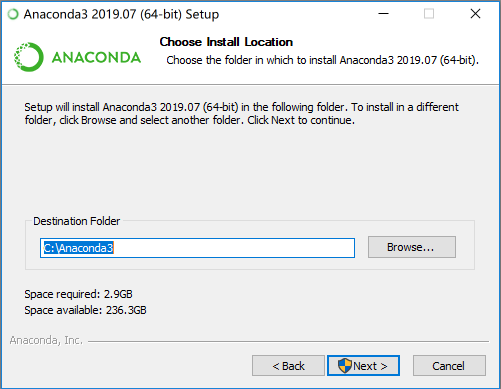 Anaconda3 2019.07 (64-bit) Setup
Choose Install Location
ANACONDA
Choose the folder in which to install Anaconda3 2019.07 (64-bit).
Setup will install Anaconda3 2019.07 (64-bit) in the following folder. To install in a different
folder, click Browse and select another folder. Click Next to continue.
Destination Folder
C:\Anaconda3
Browse...
Space required: 2.9GB
Space available: 236.3GB
Anaconda, Inc.
< Back
Next >
Cancel